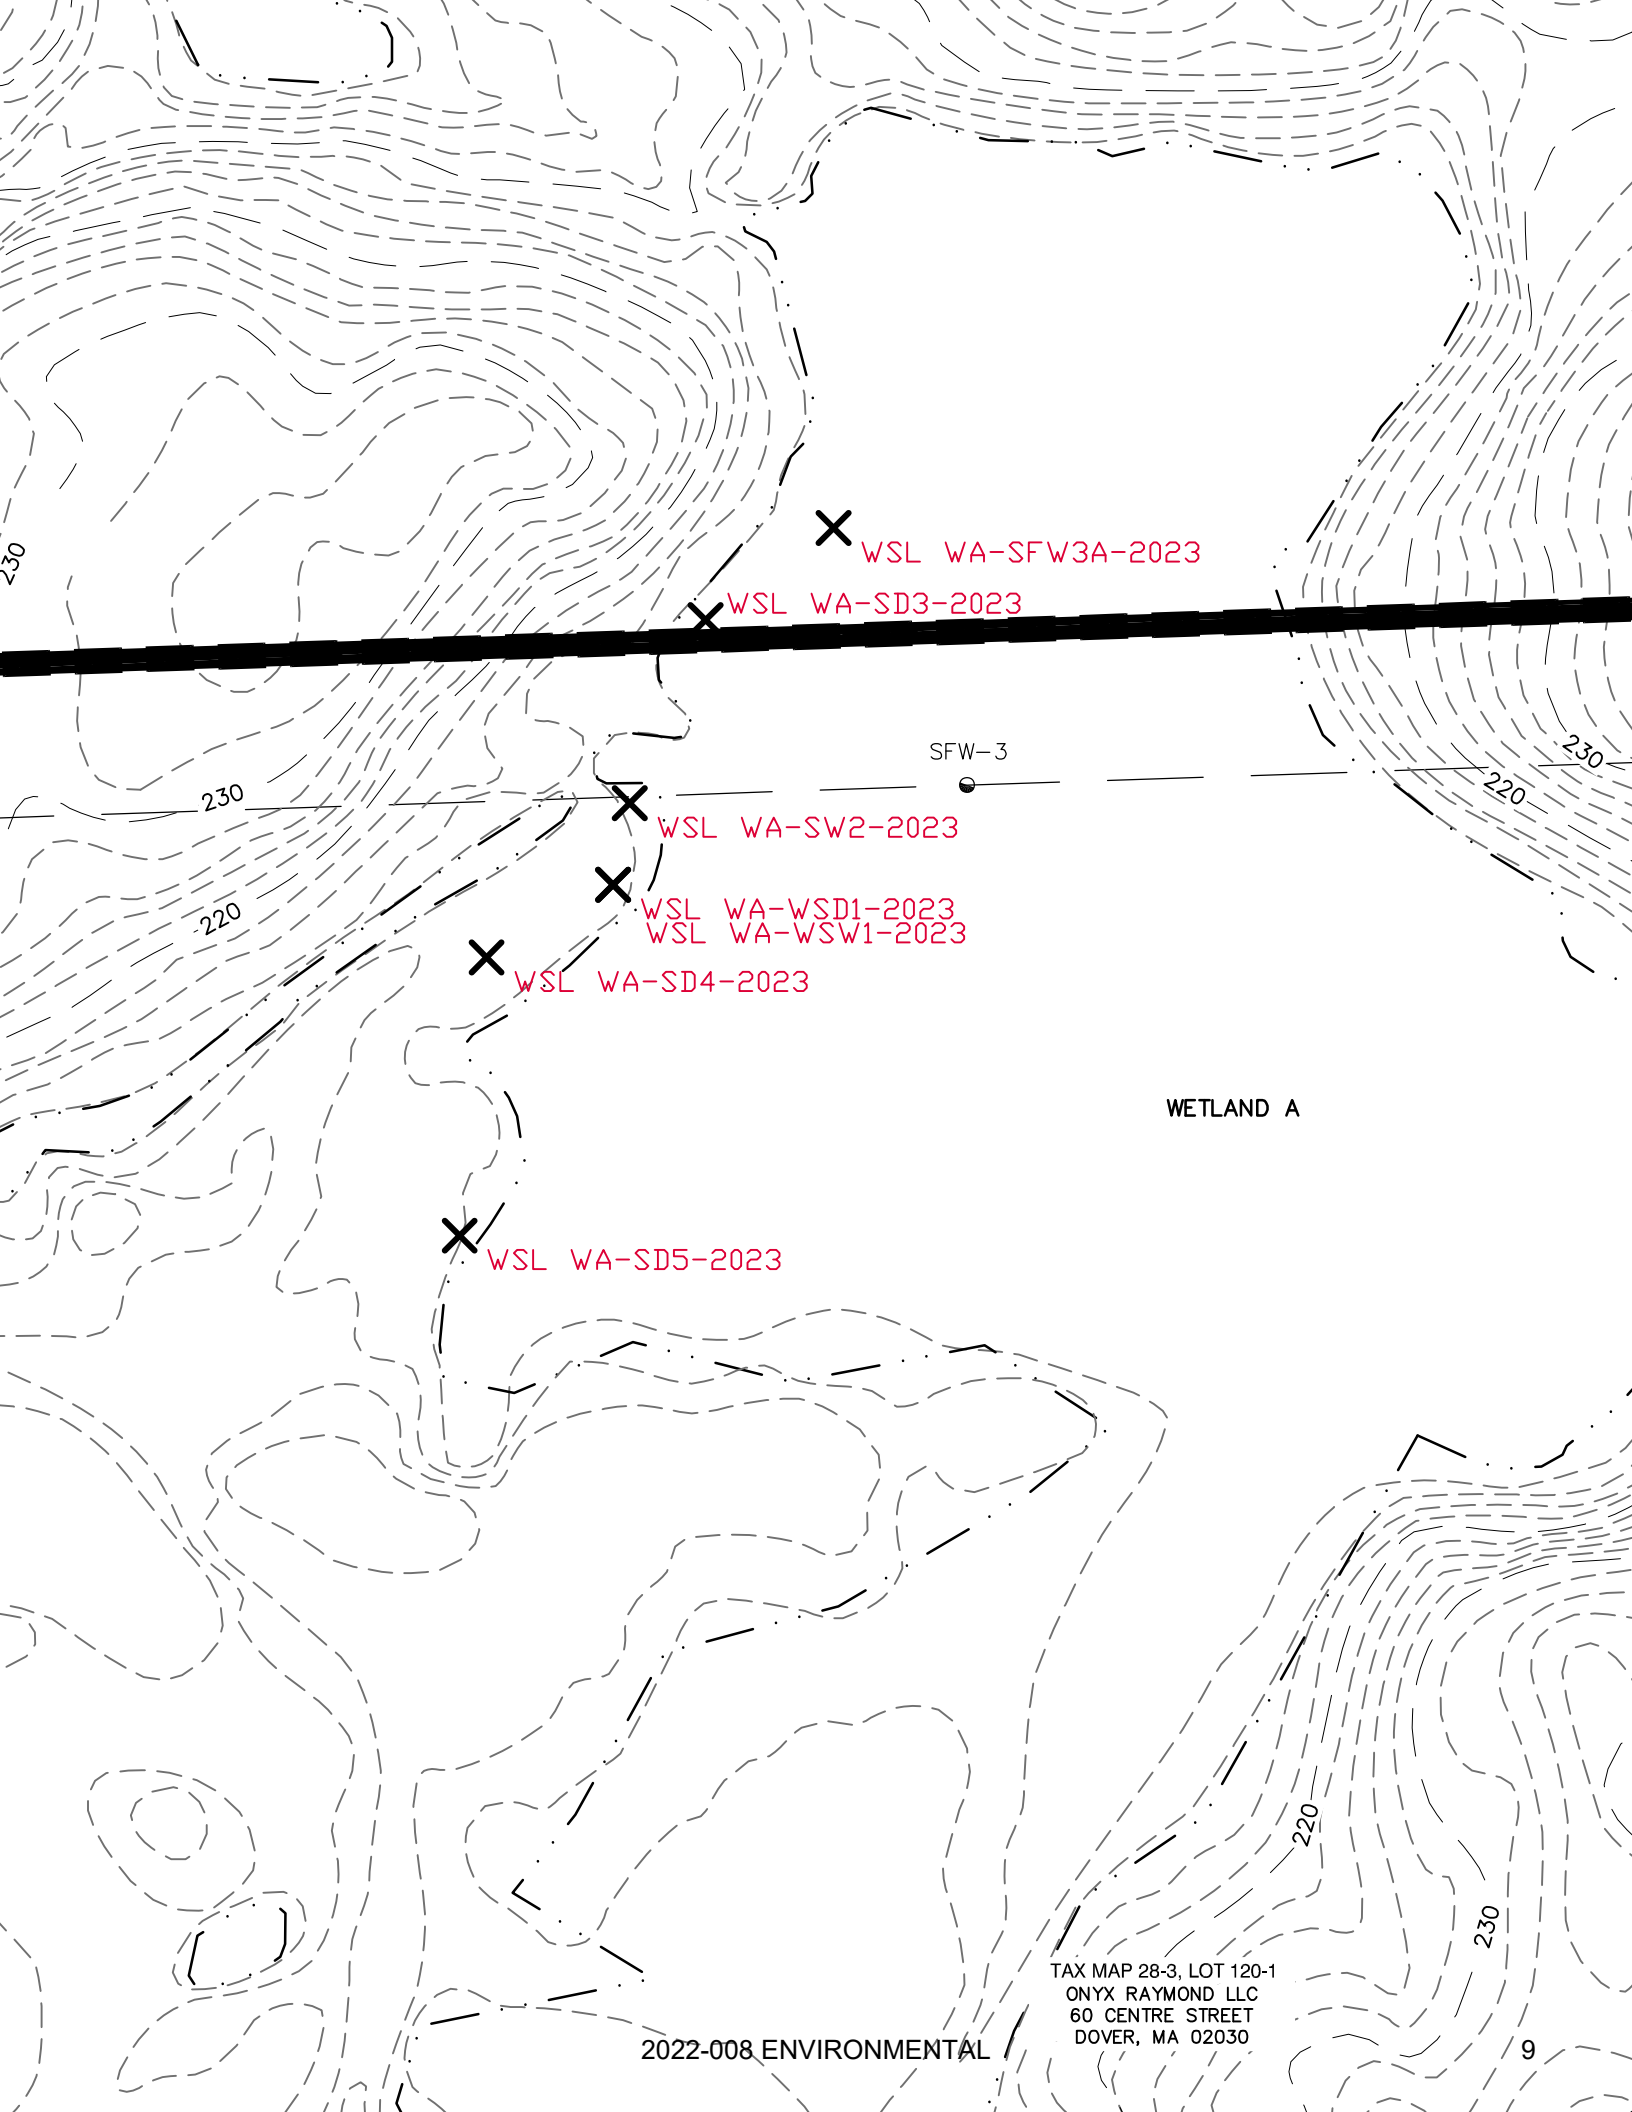 WSL WA-SFW3A-2023
230
WSL WA-SD3-2023
SFW-3
230
230
220
WSL WA-SW2-2023
220
WSL WA-WSD1-2023
WSL WA-WSW1-2023
WSL WA-SD4-2023
WETLAND A
WSL WA-SD5-2023
220
230
TAX MAP 28-3, LOT 120-1
ONYX RAYMOND LLC
60 CENTRE STREET
DOVER, MA 02030
2022-008 ENVIRONMENTAL
9